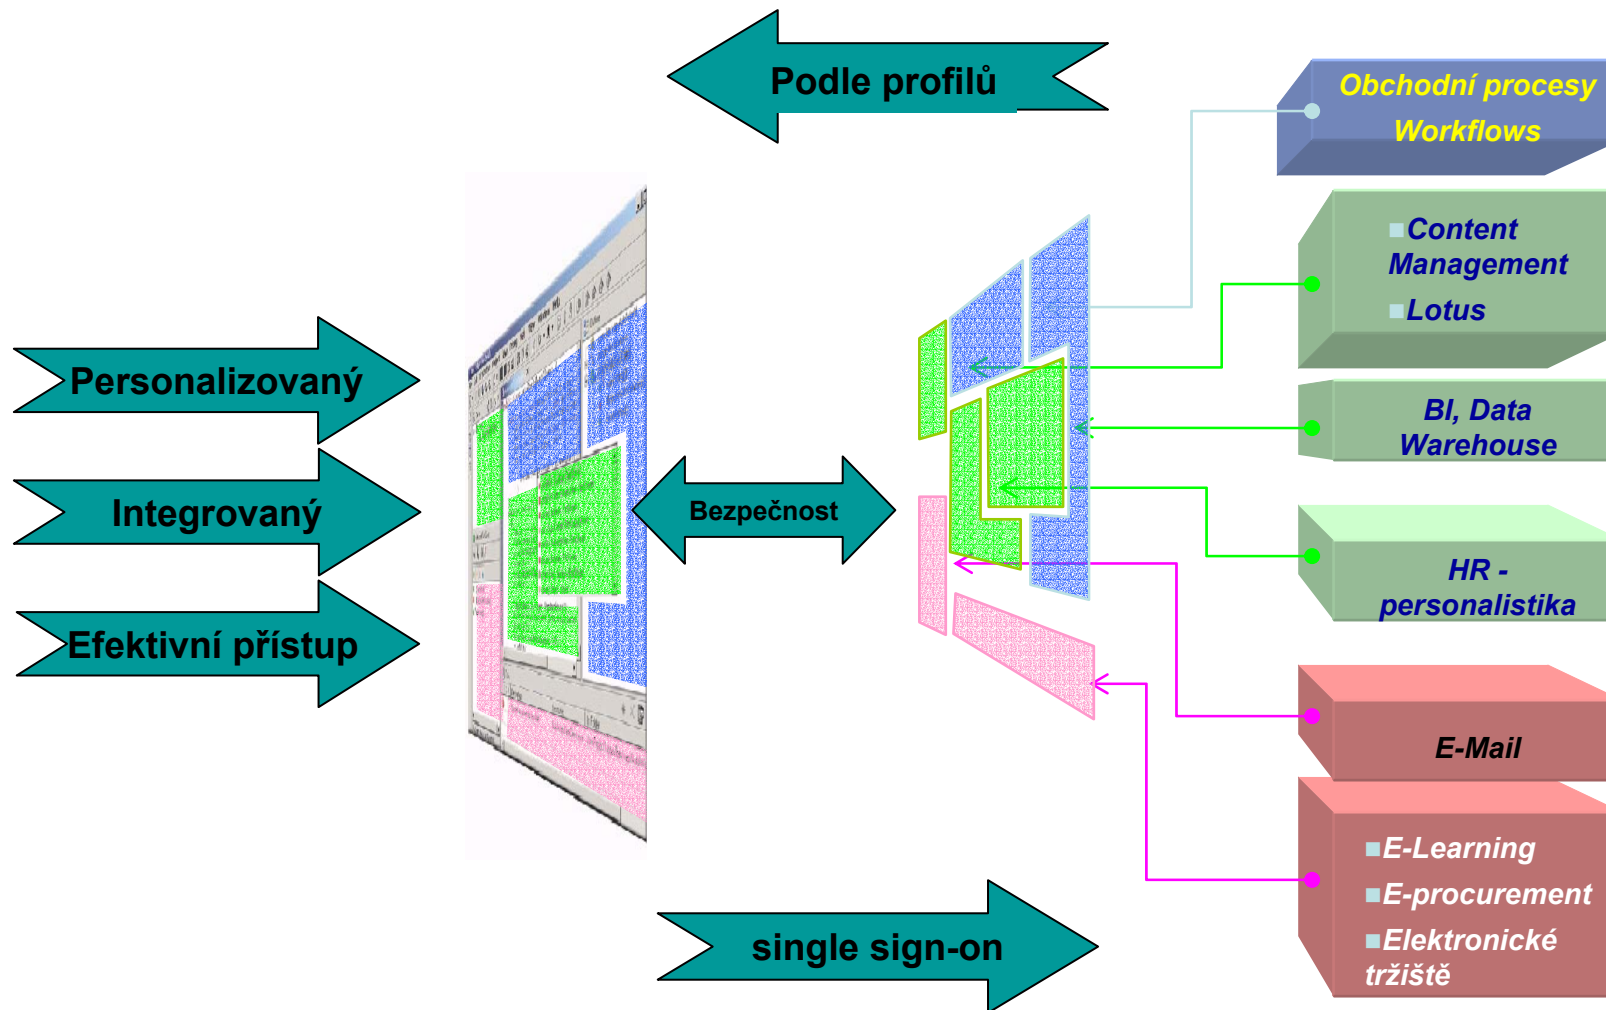 Podle profilů
Obchodní procesy
Workflows
Content
Management
Lotus
Personalizovaný
BI, Data
Warehouse
Integrovaný
Bezpečnost
HR -
personalistika
Efektivní přístup
E-Mail
E-Learning
E-procurement
Elektronické
tržiště
single sign-on